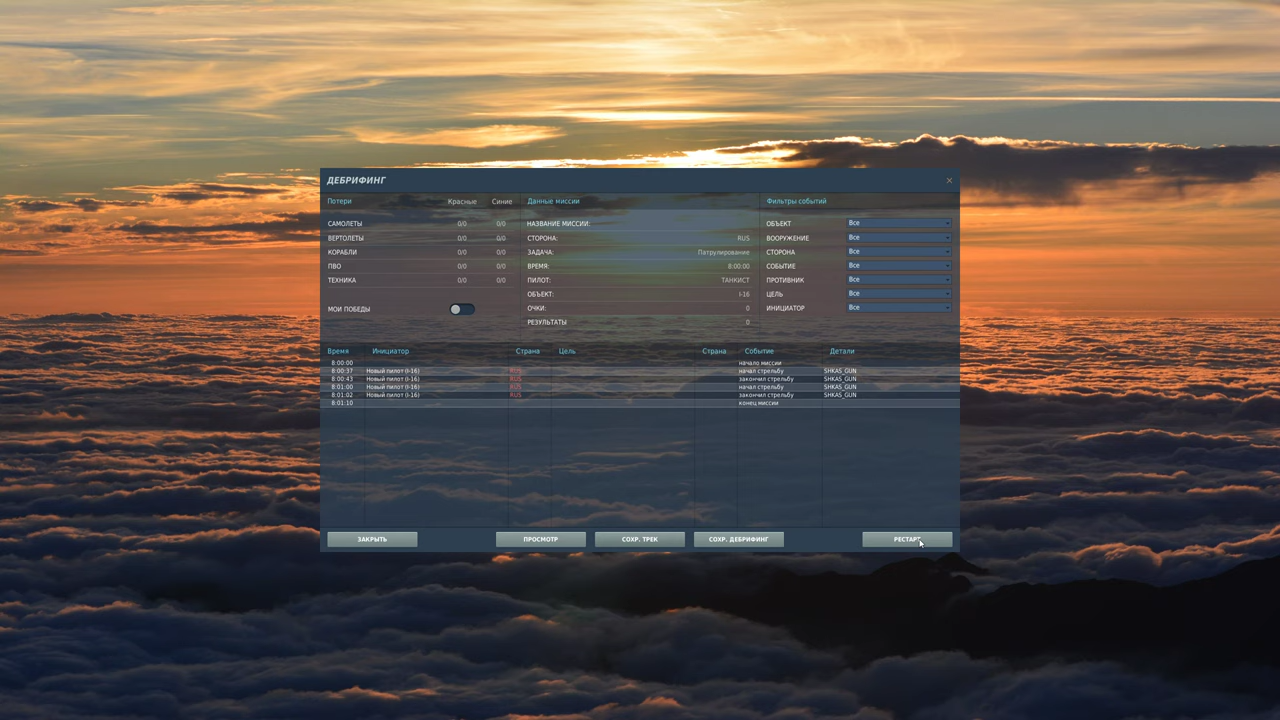 ДЕБРИФИНГ
Потери Красные Синие Данные миссии Фильтры событий
САМОЛЕТЫ 0/0 0/0 НАЗВАНИЕ МИССИИ: ОБЪЕКТ Все
ВЕРТОЛЕТЫ 0/0 0/0 СТОРОНА: RUS ВООРУЖЕНИЕ Все
КОРАБЛИ 0/0 0/0 ЗАДАЧА: Патрулирование СТОРОНА Все
ПВО 0/0 0/0 ВРЕМЯ: 8:00:00 СОБЫТИЕ Все
ТЕХНИКА 0/0 0/0 ПИЛОТ: ТАНКИСТ ПРОТИВНИК Все
ОБЪЕКТ: I-16 ЦЕЛЬ Все
МОИ ПОБЕДЫ ОЧКИ: 0 ИНИЦИАТОР Все
РЕЗУЛЬТАТЫ 0
Время Инициатор Страна Цель Страна Событие Детали
8:00:00 начало миссии
8:00:37 Новый пилот (I-16) RUS начал стрельбу SHKAS_GUN
8:00:43 Новый пилот (I-16) RUS закончил стрельбу SHKAS_GUN
8:01:00 Новый пилот (I-16) RUS начал стрельбу SHKAS_GUN
8:01:02 Новый пилот (I-16) RUS закончил стрельбу SHKAS_GUN
8:01:10 конец миссии
ЗАКРЫТЬ ПРОСМОТР СОХР. ТРЕК СОХР. ДЕБРИФИНГ РЕСТАРТ